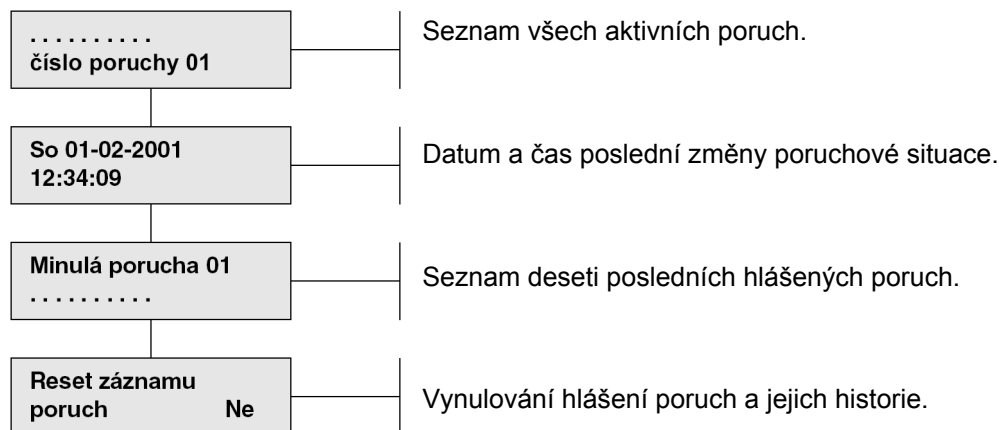 . . . . . . . . . .
číslo poruchy 01
Seznam všech aktivních poruch.
So 01-02-2001
12:34:09
Datum a čas poslední změny poruchové situace.
Minulá porucha 01
. . . . . . . . . .
Seznam deseti posledních hlášených poruch.
Reset záznamu
poruch Ne
Vynulování hlášení poruch a jejich historie.